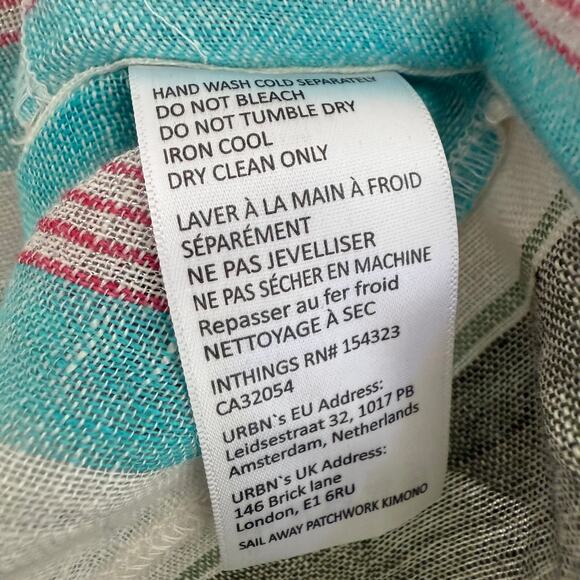 HAND WASH COLD SEPARATELY
DO NOT BLEACH
DO NOT TUMBLE DRY
IRON COOL
DRY CLEAN ONLY
LAVER À LA MAIN À FROID
SÉPARÉMENT
NE PAS JEVELLISER
NE PAS SÉCHER EN MACHINE
Repasser au fer froid
NETTOYAGE À SEC
INTHINGS RN# 154323
CA32054
URBN`s EU Address:
Leidsestraat 32, 1017 PB
Amsterdam, Netherlands
URBN`s UK Address:
146 Brick lane
London, E1 6RU
SAIL AWAY PATCHWORK KIMONO